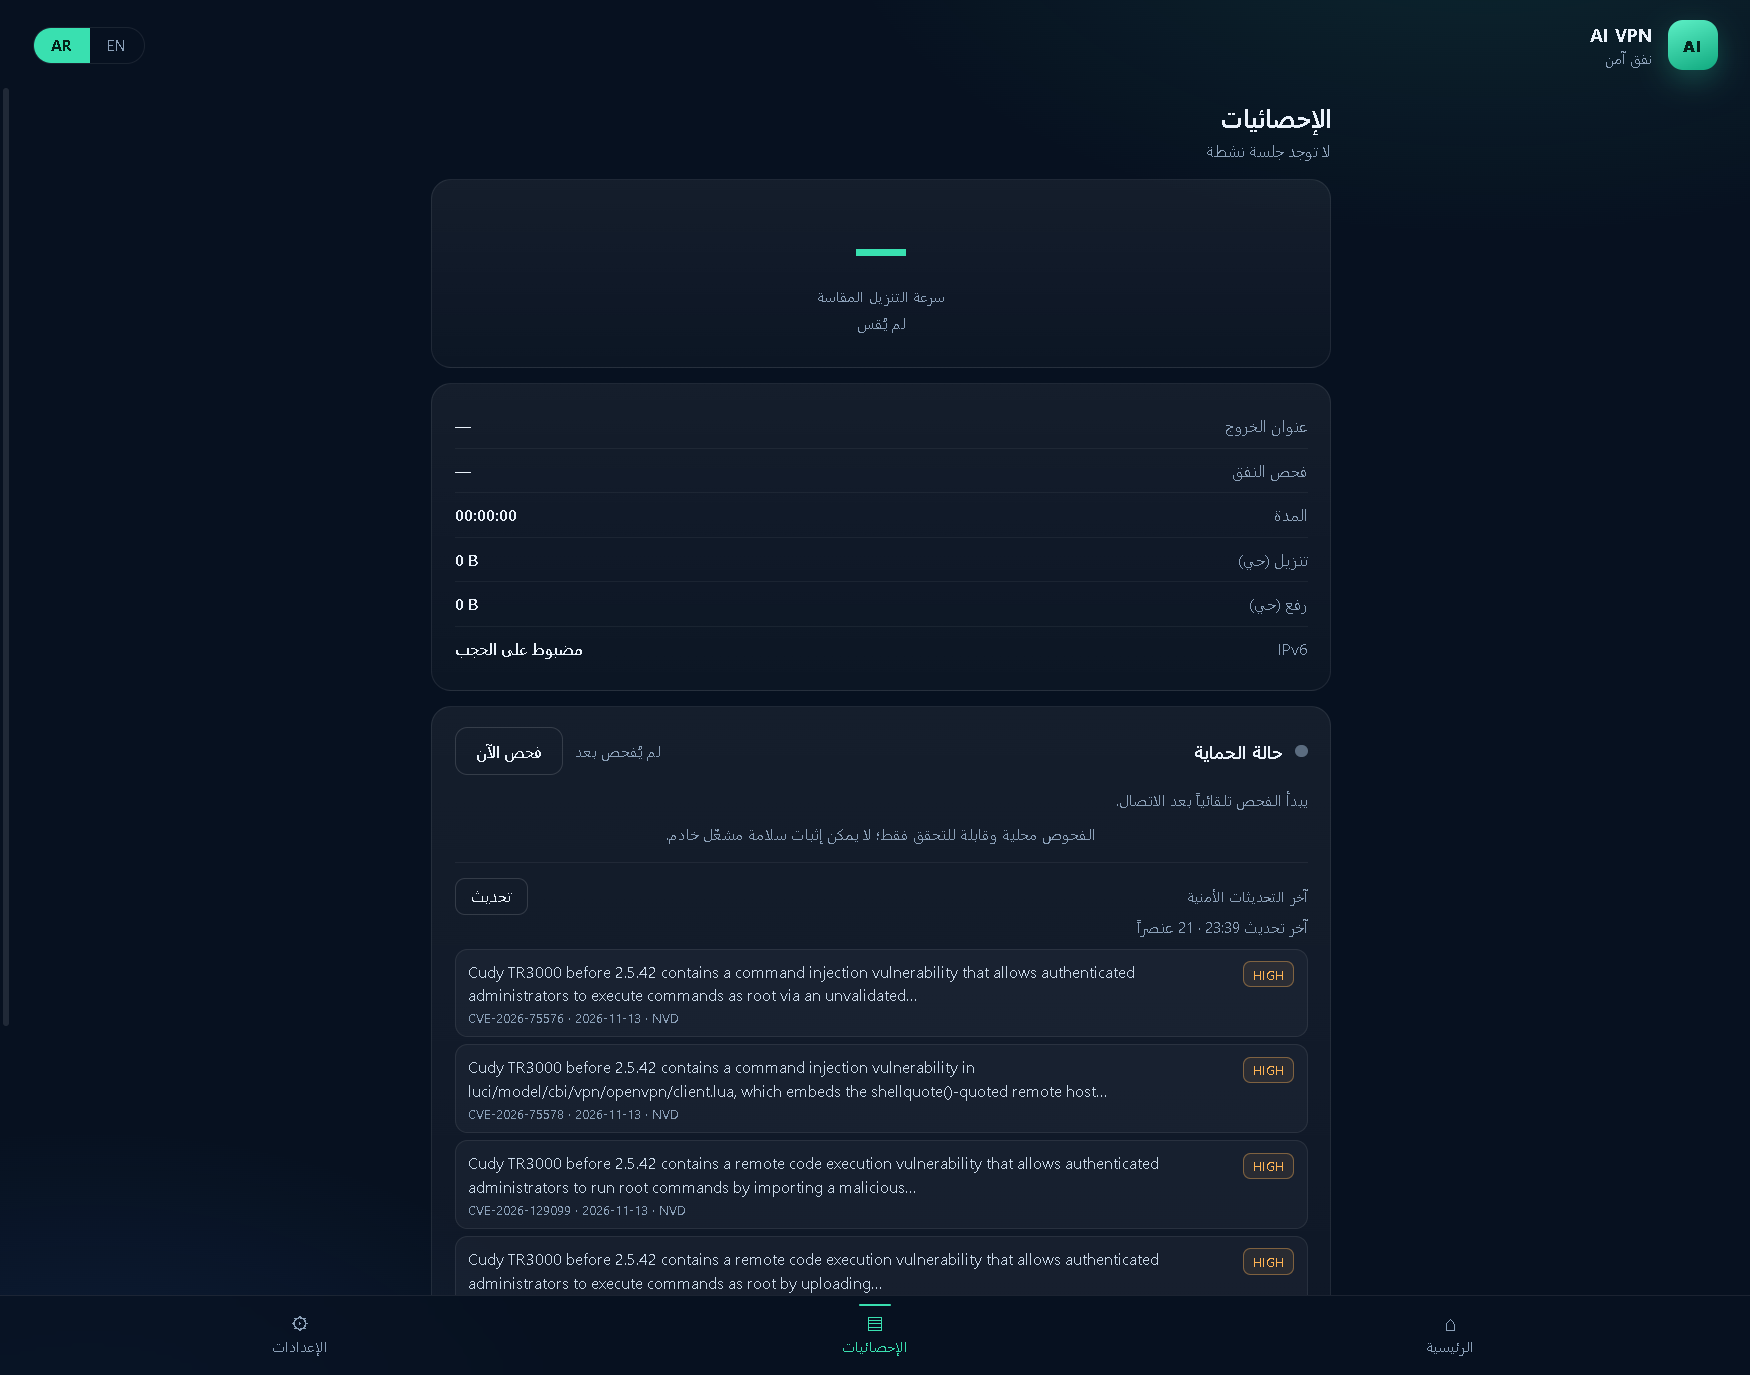 AI VPN
نفق آمن
AI
AR
EN
الإحصائيات
لا توجد جلسة نشطة
—
سرعة التنزيل المقاسة
لم يُقس
عنوان الخروج —
فحص النفق —
المدة 00:00:00
تنزيل (حي) 0 B
رفع (حي) 0 B
IPv6 مضبوط على الحجب
حالة الحماية
لم يُفحص بعد
فحص الآن
يبدأ الفحص تلقائياً بعد الاتصال.
الفحوص محلية وقابلة للتحقق فقط؛ لا يمكن إثبات سلامة مشغّل خادم.
آخر التحديثات الأمنية
تحديث
آخر تحديث 23:39 · 21 عنصراً
HIGH
Cudy TR3000 before 2.5.42 contains a command injection vulnerability that allows authenticated
administrators to execute commands as root via an unvalidated…
CVE-2026-75576 · 2026-11-13 · NVD
HIGH
Cudy TR3000 before 2.5.42 contains a command injection vulnerability in
luci/model/cbi/vpn/openvpn/client.lua, which embeds the shellquote()-quoted remote host…
CVE-2026-75578 · 2026-11-13 · NVD
HIGH
Cudy TR3000 before 2.5.42 contains a remote code execution vulnerability that allows authenticated
administrators to run root commands by importing a malicious…
CVE-2026-129099 · 2026-11-13 · NVD
HIGH
Cudy TR3000 before 2.5.42 contains a remote code execution vulnerability that allows authenticated
administrators to execute commands as root by uploading…
الرئيسية
الإحصائيات
الإعدادات